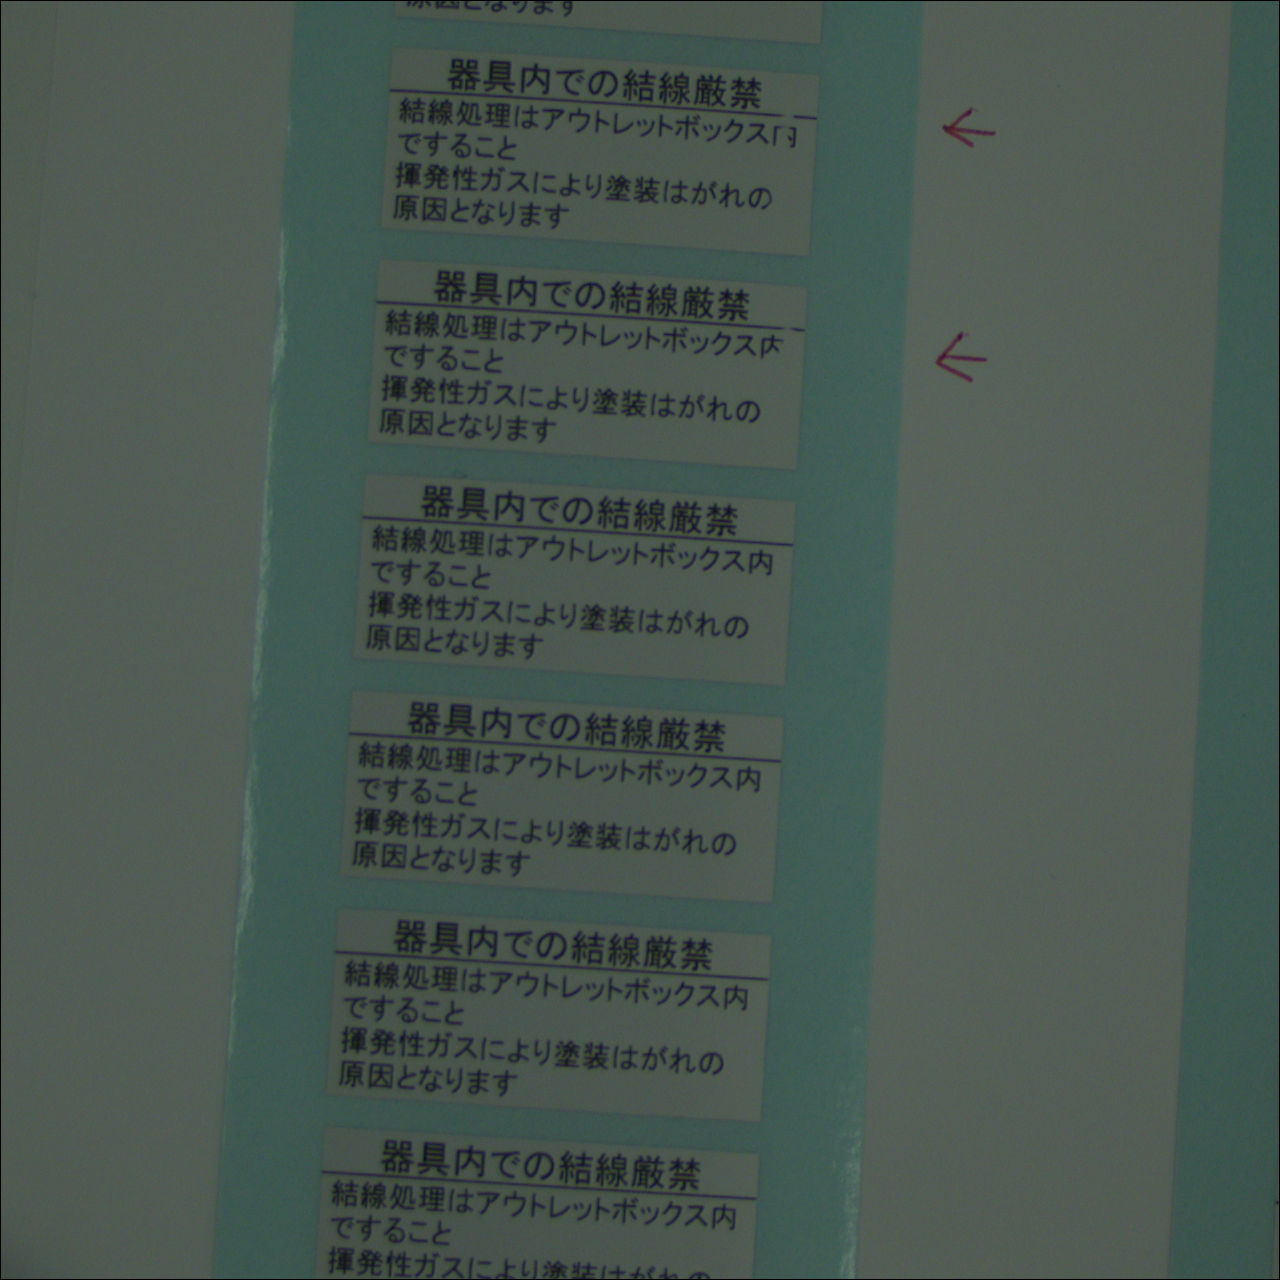 原因となります
器具内での結線厳禁
結線処理はアウトレットボックス内
ですること
揮発性ガスにより塗装はがれの
原因となります
器具内での結線厳禁
結線処理はアウトレットボックス内
ですること
揮発性ガスにより塗装はがれの
原因となります
器具内での結線厳禁
結線処理はアウトレットボックス内
ですること
揮発性ガスにより塗装はがれの
原因となります
器具内での結線厳禁
結線処理はアウトレットボックス内
ですること
揮発性ガスにより塗装はがれの
原因となります
器具内での結線厳禁
結線処理はアウトレットボックス内
ですること
揮発性ガスにより塗装はがれの
原因となります
器具内での結線厳禁
結線処理はアウトレットボックス内
ですること
揮発性ガスにより塗装はがれの